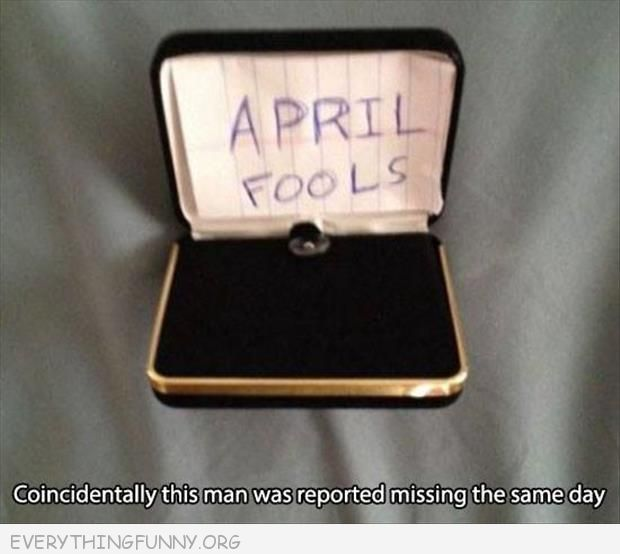 APRIL
FOOLS
Coincidentally this man was reported missing the same day
EVERYTHINGFUNNY.ORG